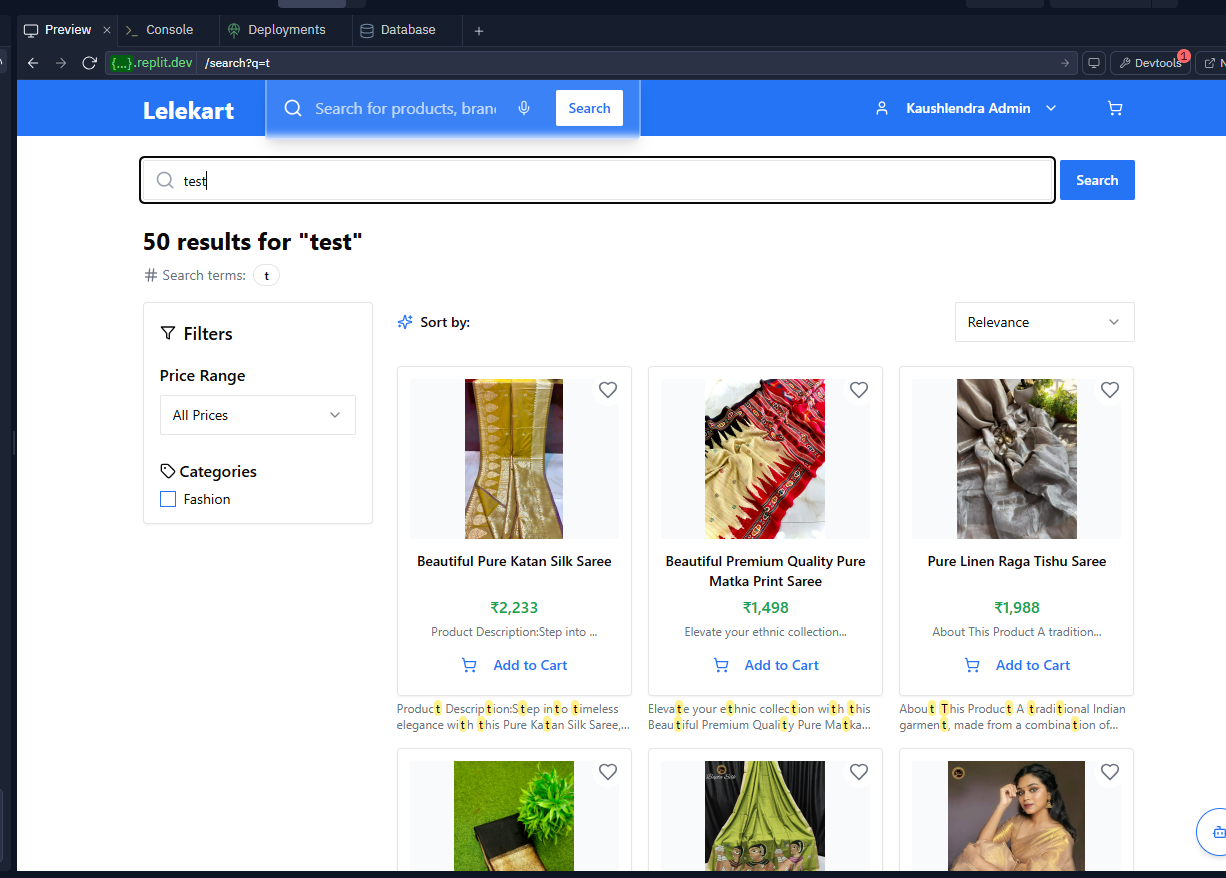 Preview
Console
Deployments
Database
{...}.replit.dev
/search?q=t
Devtools
1
Lelekart
Search for products, branc
Search
Kaushlendra Admin
test
Search
50 results for "test"
Search terms:
t
Filters
Price Range
All Prices
Categories
Fashion
Sort by:
Relevance
Beautiful Pure Katan Silk Saree
₹2,233
Product Description:Step into ...
Add to Cart
Product Description:Step into timeless
elegance with this Pure Katan Silk Saree,...
Beautiful Premium Quality Pure
Matka Print Saree
₹1,498
Elevate your ethnic collection...
Add to Cart
Elevate your ethnic collection with this
Beautiful Premium Quality Pure Matka...
Pure Linen Raga Tishu Saree
₹1,988
About This Product A tradition...
Add to Cart
About This Product A traditional Indian
garment, made from a combination of...